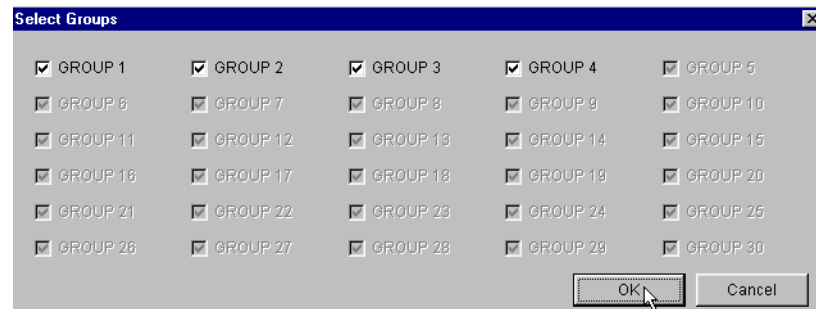 Select Groups
GROUP 1 GROUP 2 GROUP 3 GROUP 4 GROUP 5
GROUP 6 GROUP 7 GROUP 8 GROUP 9 GROUP 10
GROUP 11 GROUP 12 GROUP 13 GROUP 14 GROUP 15
GROUP 16 GROUP 17 GROUP 18 GROUP 19 GROUP 20
GROUP 21 GROUP 22 GROUP 23 GROUP 24 GROUP 25
GROUP 26 GROUP 27 GROUP 28 GROUP 29 GROUP 30
OK Cancel